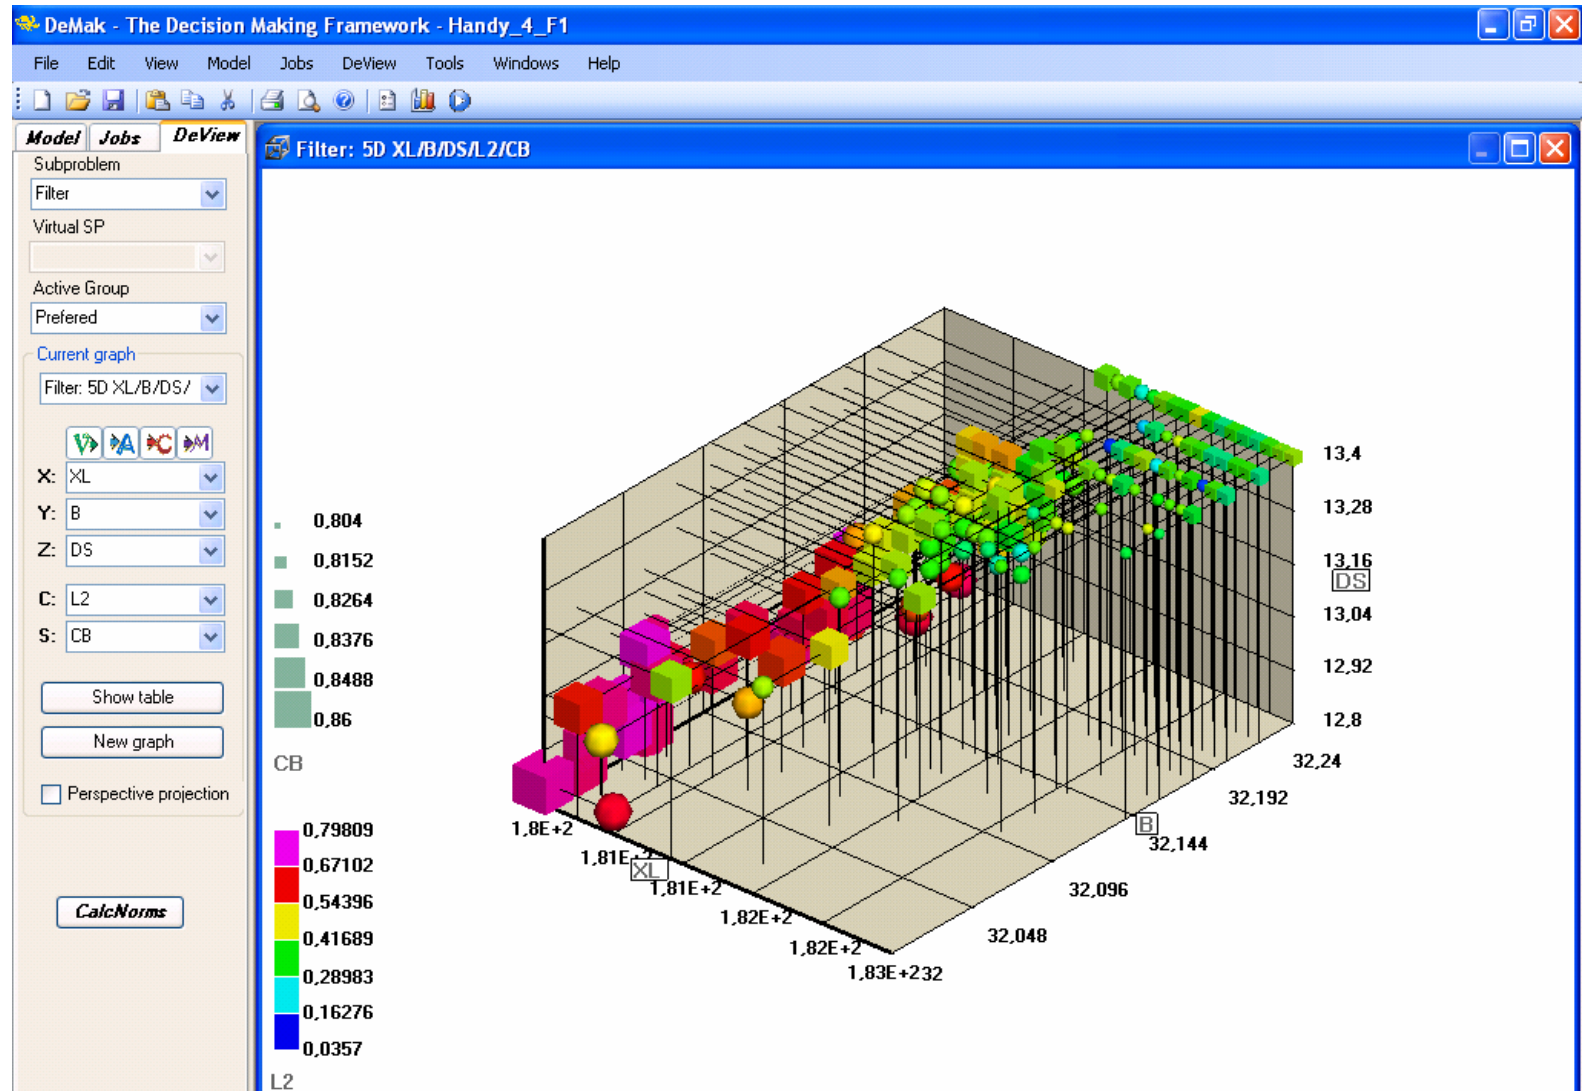 DeMak - The Decision Making Framework - Handy_4_F1
File Edit View Model Jobs DeView Tools Windows Help
Model Jobs DeView
Subproblem
Filter
Virtual SP
Active Group
Prefered
Current graph
Filter: 5D XL/B/DS/
V A C M
X: XL
Y: B
Z: DS
C: L2
S: CB
Show table
New graph
Perspective projection
CalcNorms
Filter: 5D XL/B/DS/L2/CB
0,804
0,8152
0,8264
0,8376
0,8488
0,86
CB
0,79809
0,67102
0,54396
0,41689
0,28983
0,16276
0,0357
L2
13,4
13,28
13,16
DS
13,04
12,92
12,8
32,24
32,192
B
32,144
32,096
32,048
32
1,8E+2
1,81E+2
XL
1,81E+2
1,82E+2
1,82E+2
1,83E+2